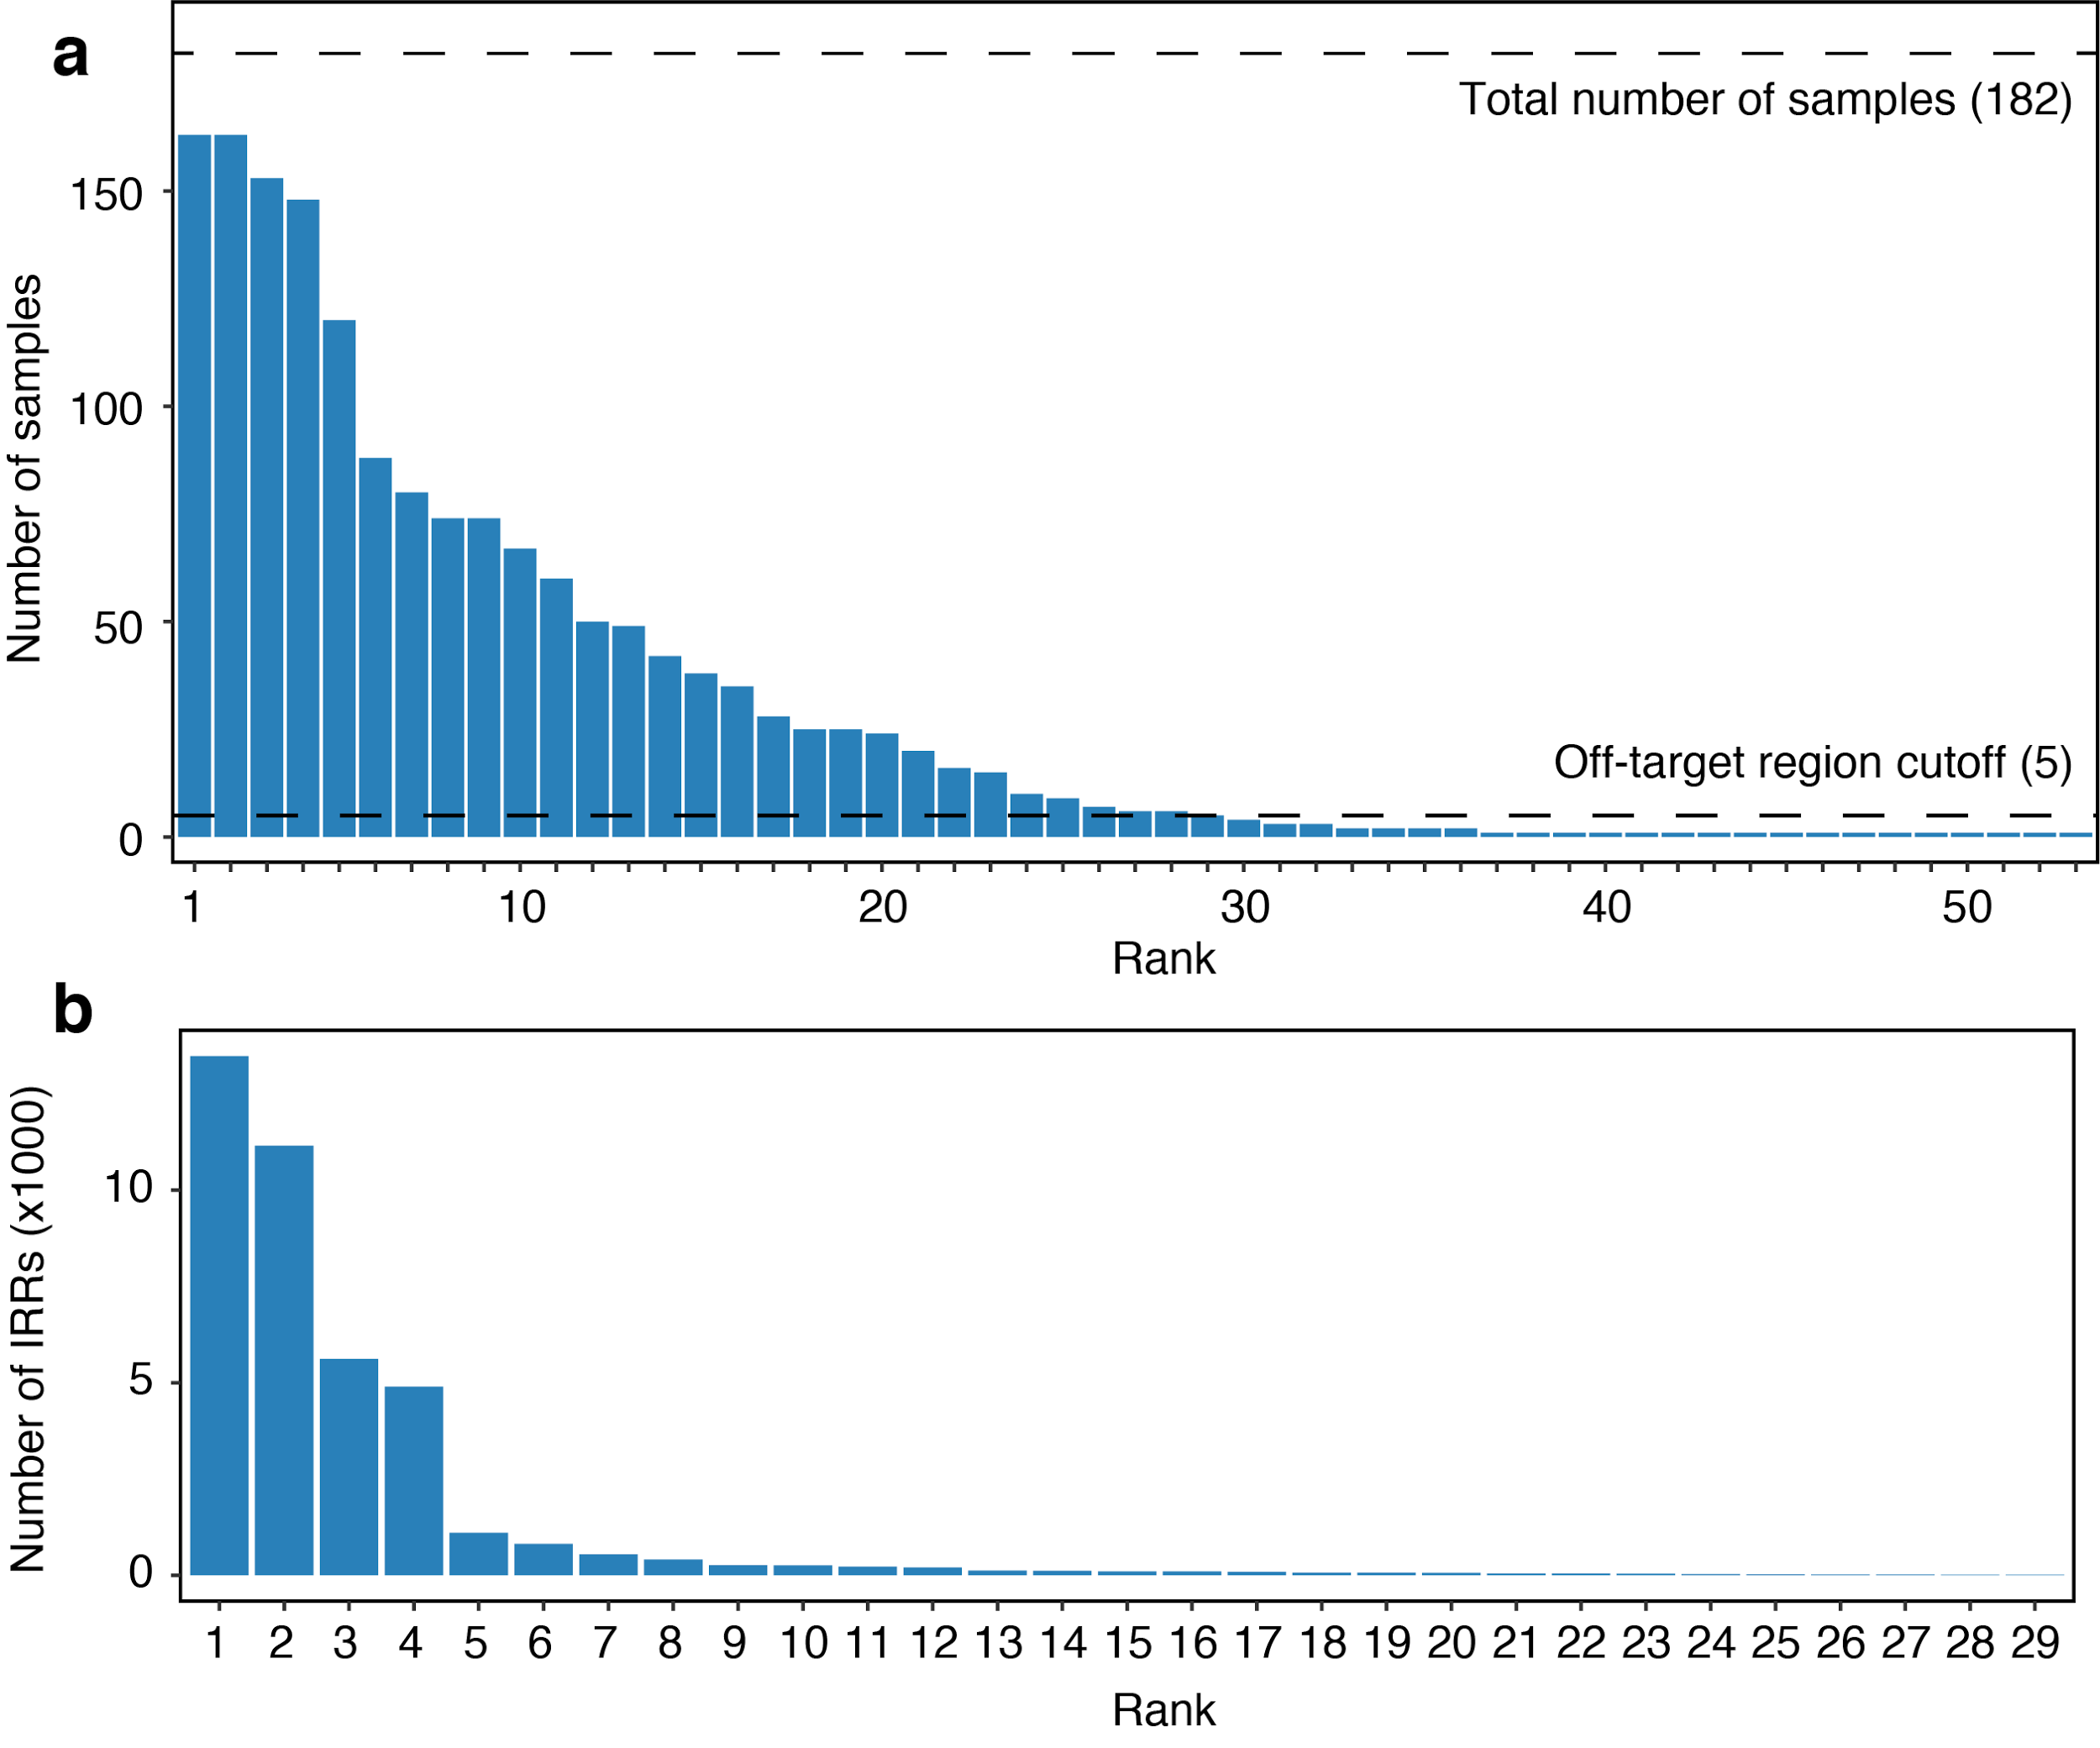 a
Total number of samples (182)
150
100
50
0
Number of samples
Off-target region cutoff (5)
1 10 20 30 40 50
Rank
b
10
5
0
Number of IRRs (x1000)
1 2 3 4 5 6 7 8 9 10 11 12 13 14 15 16 17 18 19 20 21 22 23 24 25 26 27 28 29
Rank